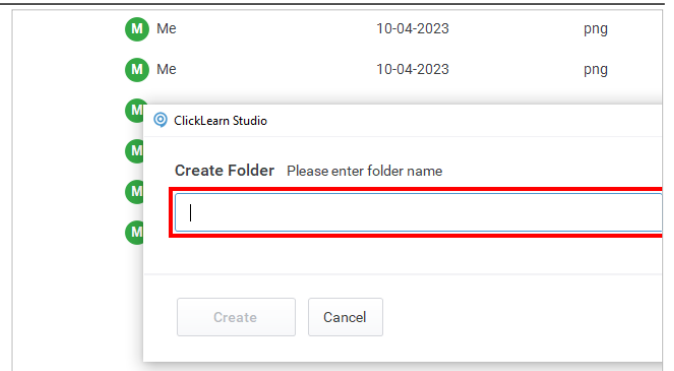 M Me 10-04-2023 png
M Me 10-04-2023 png
M
ClickLearn Studio
M
Create Folder Please enter folder name
M
M
Create Cancel